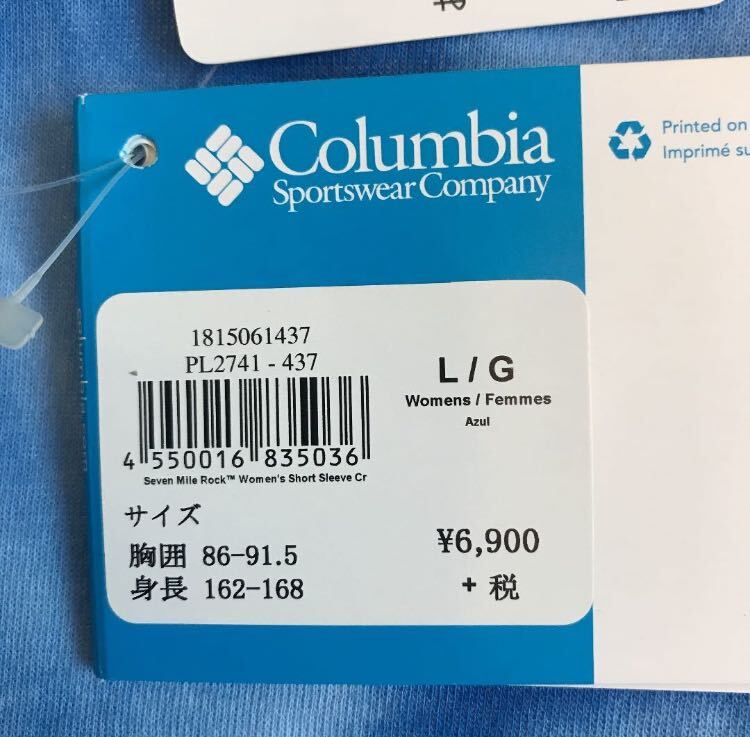 Columbia
Sportswear Company
Printed on
Imprimé su
columbia.com
1815061437
PL2741 - 437
L / G
Womens / Femmes
Azul
4 550016 835036
Seven Mile Rock™ Women's Short Sleeve Cr
サイズ
胸囲 86-91.5
身長 162-168
¥6,900
+ 税